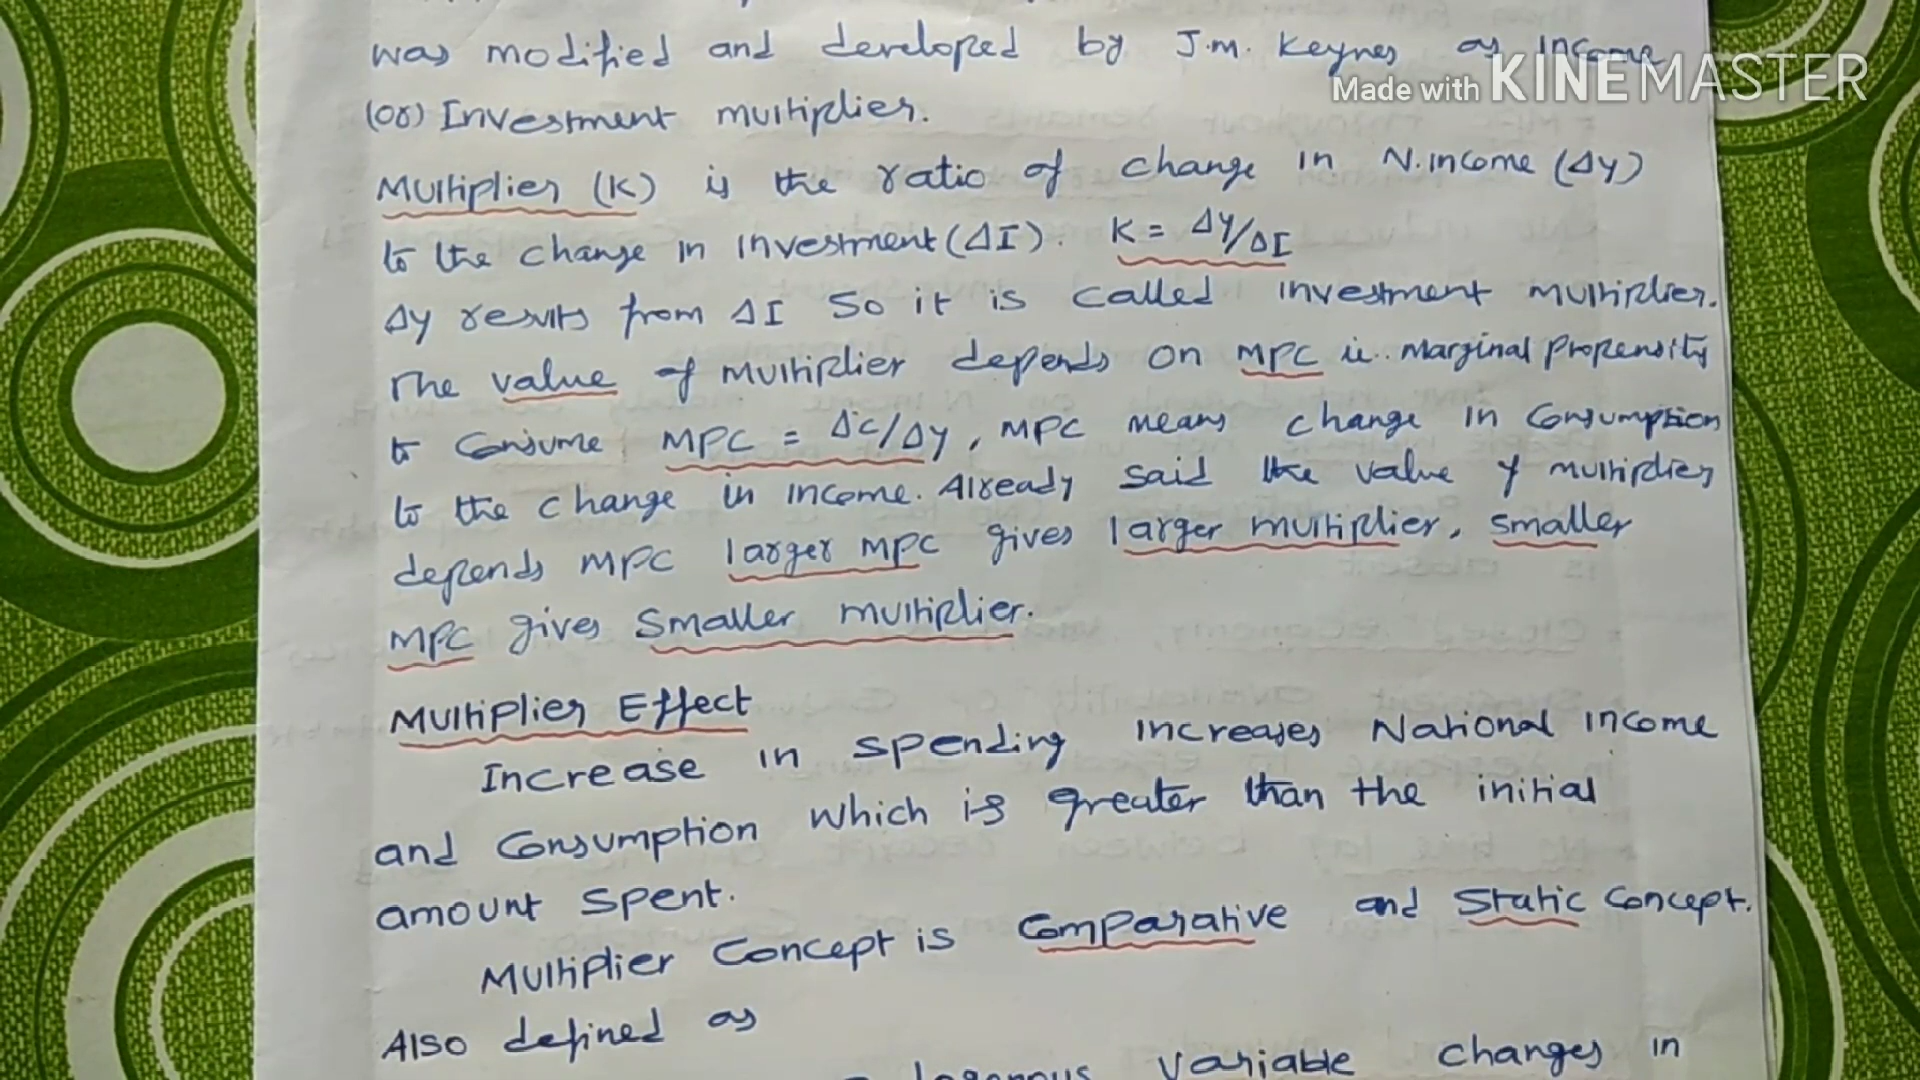 was modified and developed by J.M. Keynes as Income
Made with KINEMASTER
(or) Investment multiplier.
Multiplier (K) is the ratio of change in N.income (Δy)
to the change in investment (ΔI). K = Δy/ΔI
Δy results from ΔI So it is called investment multiplier.
The value of multiplier depends on MPC ie.. marginal propensity
to consume MPC = Δc/Δy, MPC means change in consumption
to the change in income. Already said the value of multiplier
depends MPC larger MPC gives larger multiplier, smaller
MPC gives smaller multiplier.
Multiplier Effect
Increase in spending increases National income
and consumption which is greater than the initial
amount spent.
Multiplier concept is comparative and static concept.
Also defined as
variable changes in